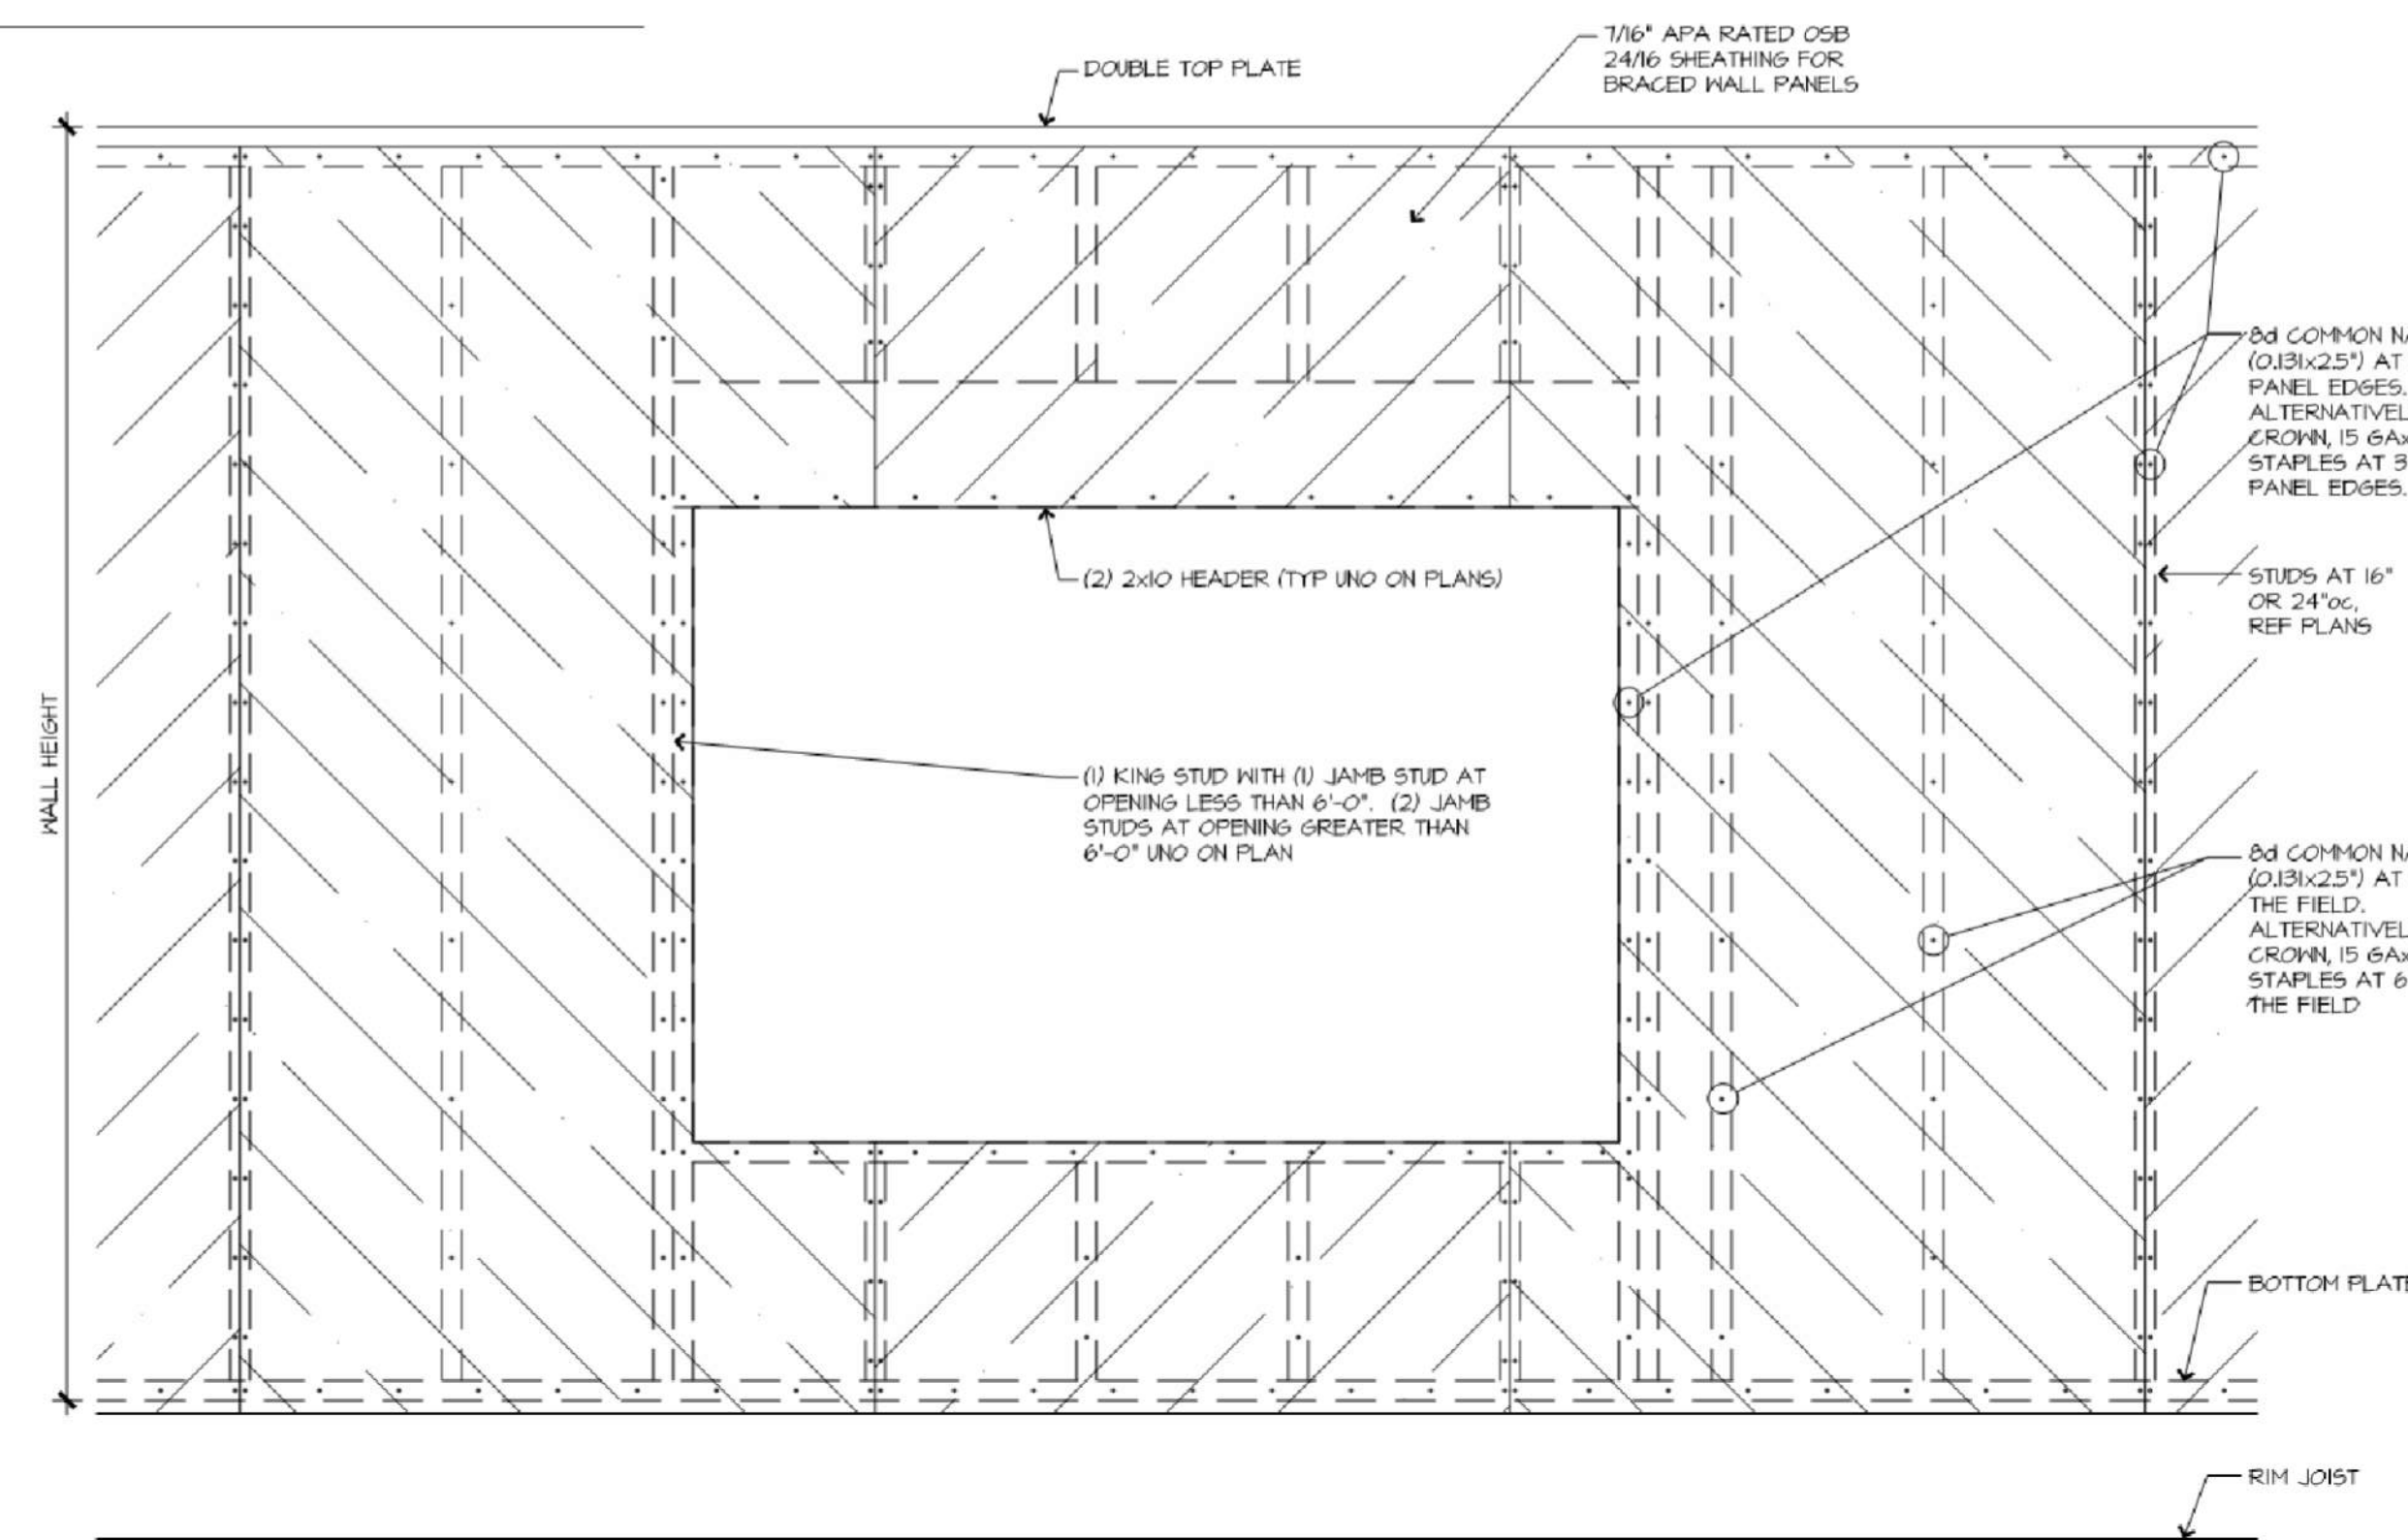 DOUBLE TOP PLATE
7/16" APA RATED OSB
24/16 SHEATHING FOR
BRACED WALL PANELS
8d COMMON
(0.131x2.5") AT
PANEL EDGES.
CROWN, 15
STAPLES AT 3
PANEL EDGES.
(2) 2x10 HEADER (TYP UNO ON PLANS)
STUDS AT 16"
OR 24"oc,
REF PLANS
WALL HEIGHT
(1) KING STUD WITH (1) JAMB STUD AT
OPENING LESS THAN 6'-0". (2) JAMB
STUDS AT OPENING GREATER THAN
6'-0" UNO ON PLAN
8d COMMON
(0.131x2.5") AT
THE FIELD.
CROWN, 15
STAPLES AT 6
THE FIELD
BOTTOM PLATE
RIM JOIST